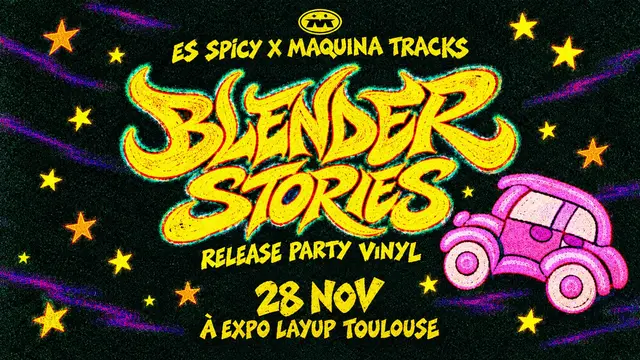 ES SPiCY X MAQUINA TRACKS
BLENDER
STORIES
RELEASE PARTY ViNYL
28 NOV
À EXPO LAYUP TOULOUSE